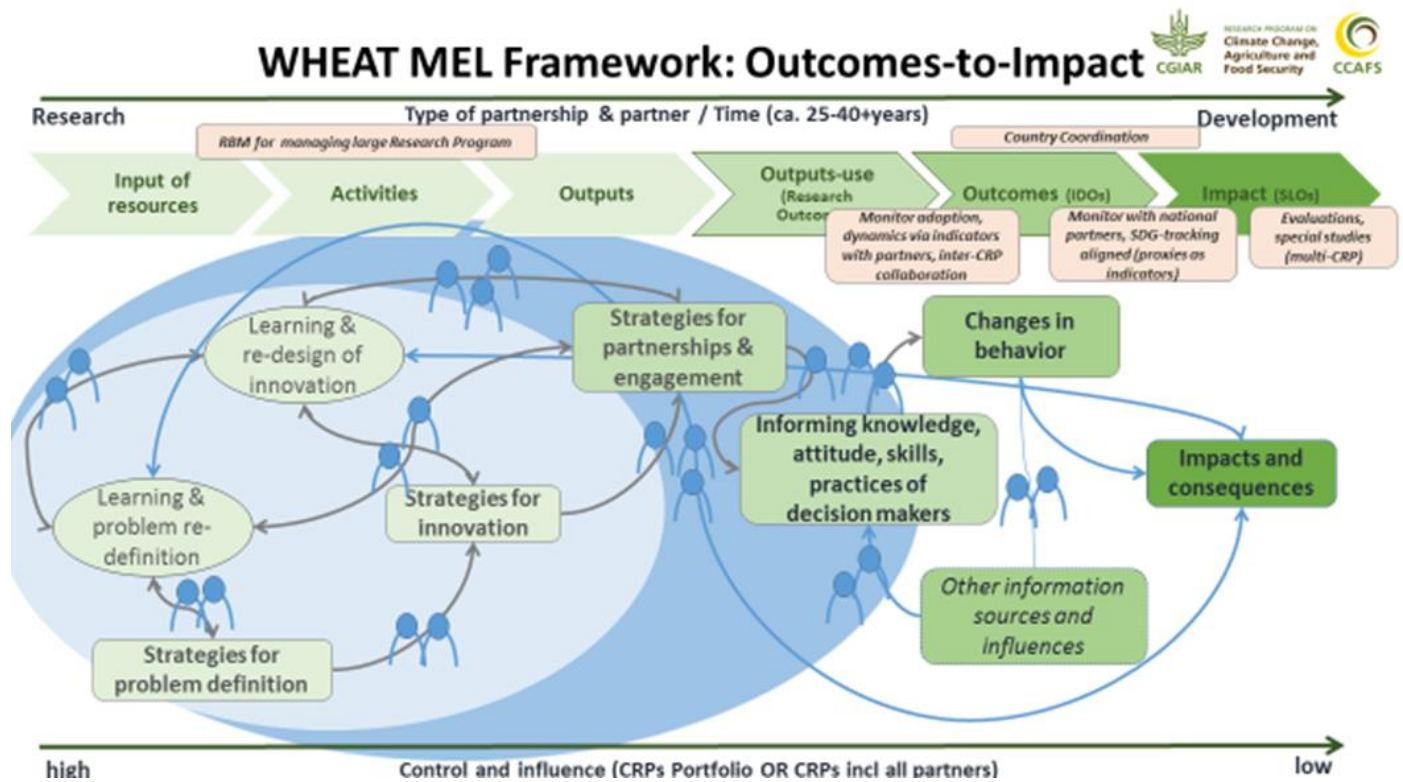 WHEAT MEL Framework: Outcomes-to-Impact
CGIAR
RESEARCH PROGRAM ON
Climate Change,
Agriculture and
Food Security
CCAFS
Research
Type of partnership & partner / Time (ca. 25-40+years)
Development
RBM for managing large Research Program
Country Coordination
Input of
resources
Activities
Outputs
Outputs-use
(Research
Outcomes (IDOs)
Impact (SLOs)
Monitor adoption,
dynamics via indicators
with partners, inter-CRP
collaboration
Monitor with national
partners, SDG-tracking
aligned (proxies as
indicators)
Evaluations,
special studies
(multi-CRP)
Learning &
re-design of
innovation
Strategies for
partnerships &
engagement
Changes in
behavior
Informing knowledge,
attitude, skills,
practices of
decision makers
Impacts and
consequences
Learning &
problem re-
definition
Strategies for
innovation
Other information
sources and
influences
Strategies for
problem definition
high
Control and influence (CRPs Portfolio OR CRPs incl all partners)
low